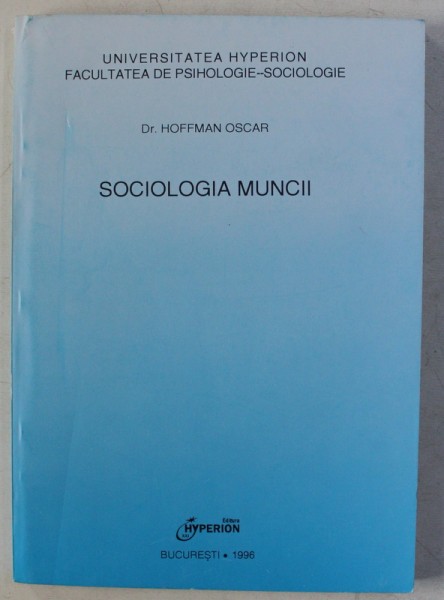 UNIVERSITATEA HYPERION
FACULTATEA DE PSIHOLOGIE--SOCIOLOGIE
Dr. HOFFMAN OSCAR
SOCIOLOGIA MUNCII
Editura
HYPERION
BUCUREȘTI • 1996